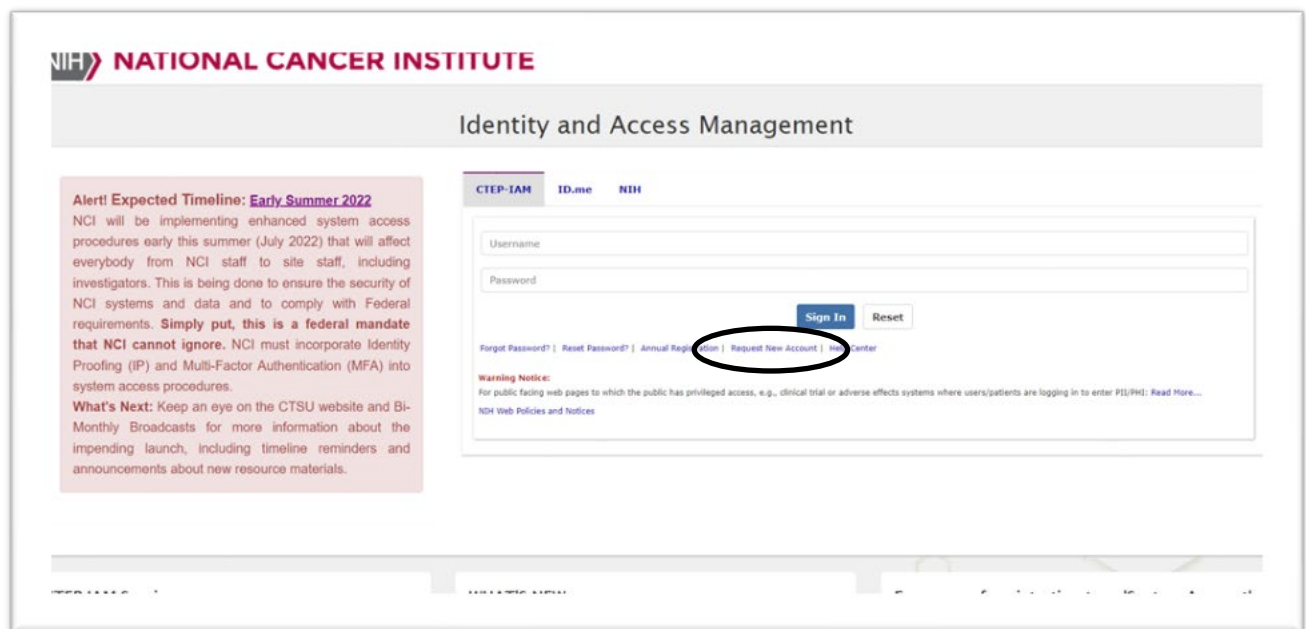 NIH NATIONAL CANCER INSTITUTE
Identity and Access Management
Alert! Expected Timeline: Early Summer 2022
NCI will be implementing enhanced system access
procedures early this summer (July 2022) that will affect
everybody from NCI staff to site staff, including
investigators. This is being done to ensure the security of
NCI systems and data and to comply with Federal
requirements. Simply put, this is a federal mandate
that NCI cannot ignore. NCI must incorporate Identity
Proofing (IP) and Multi-Factor Authentication (MFA) into
system access procedures.
What's Next: Keep an eye on the CTSU website and Bi-
Monthly Broadcasts for more information about the
impending launch, including timeline reminders and
announcements about new resource materials.
CTEP-IAM ID.me NIH
Username
Password
Sign In Reset
Forgot Password? | Reset Password? | Annual Registration | Request New Account | Help Center
Warning Notice:
For public facing web pages to which the public has privileged access, e.g., clinical trial or adverse effects systems where users/patients are logging in to enter PII/PHI: Read More...
NIH Web Policies and Notices
WHAT'S NEW